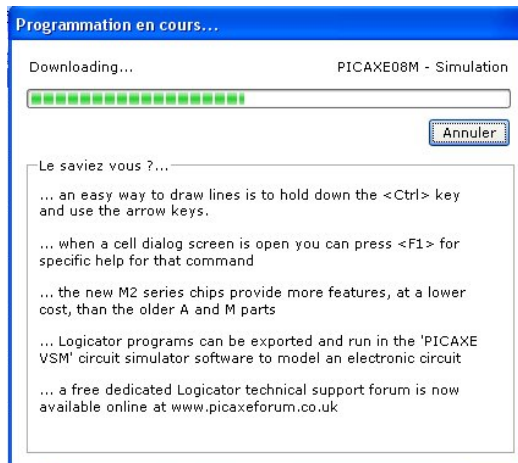 Programmation en cours...
Downloading...
PICAXE08M - Simulation
Annuler
Le saviez vous ?...
... an easy way to draw lines is to hold down the <Ctrl> key
and use the arrow keys.
... when a cell dialog screen is open you can press <F1> for
specific help for that command
... the new M2 series chips provide more features, at a lower
cost, than the older A and M parts
... Logicator programs can be exported and run in the 'PICAXE
VSM' circuit simulator software to model an electronic circuit
... a free dedicated Logicator technical support forum is now
available online at www.picaxeforum.co.uk